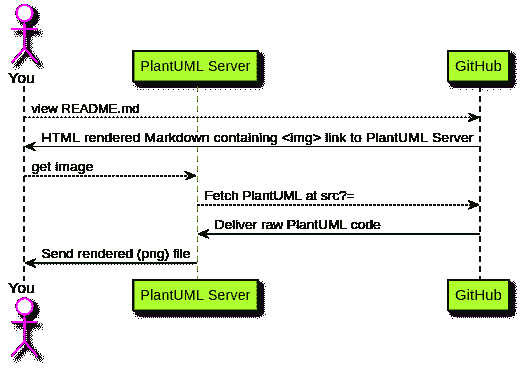 You
PlantUML Server
GitHub
view README.md
HTML rendered Markdown containing <img> link to PlantUML Server
get image
Fetch PlantUML at src?=
Deliver raw PlantUML code
Send rendered (png) file
You
PlantUML Server
GitHub